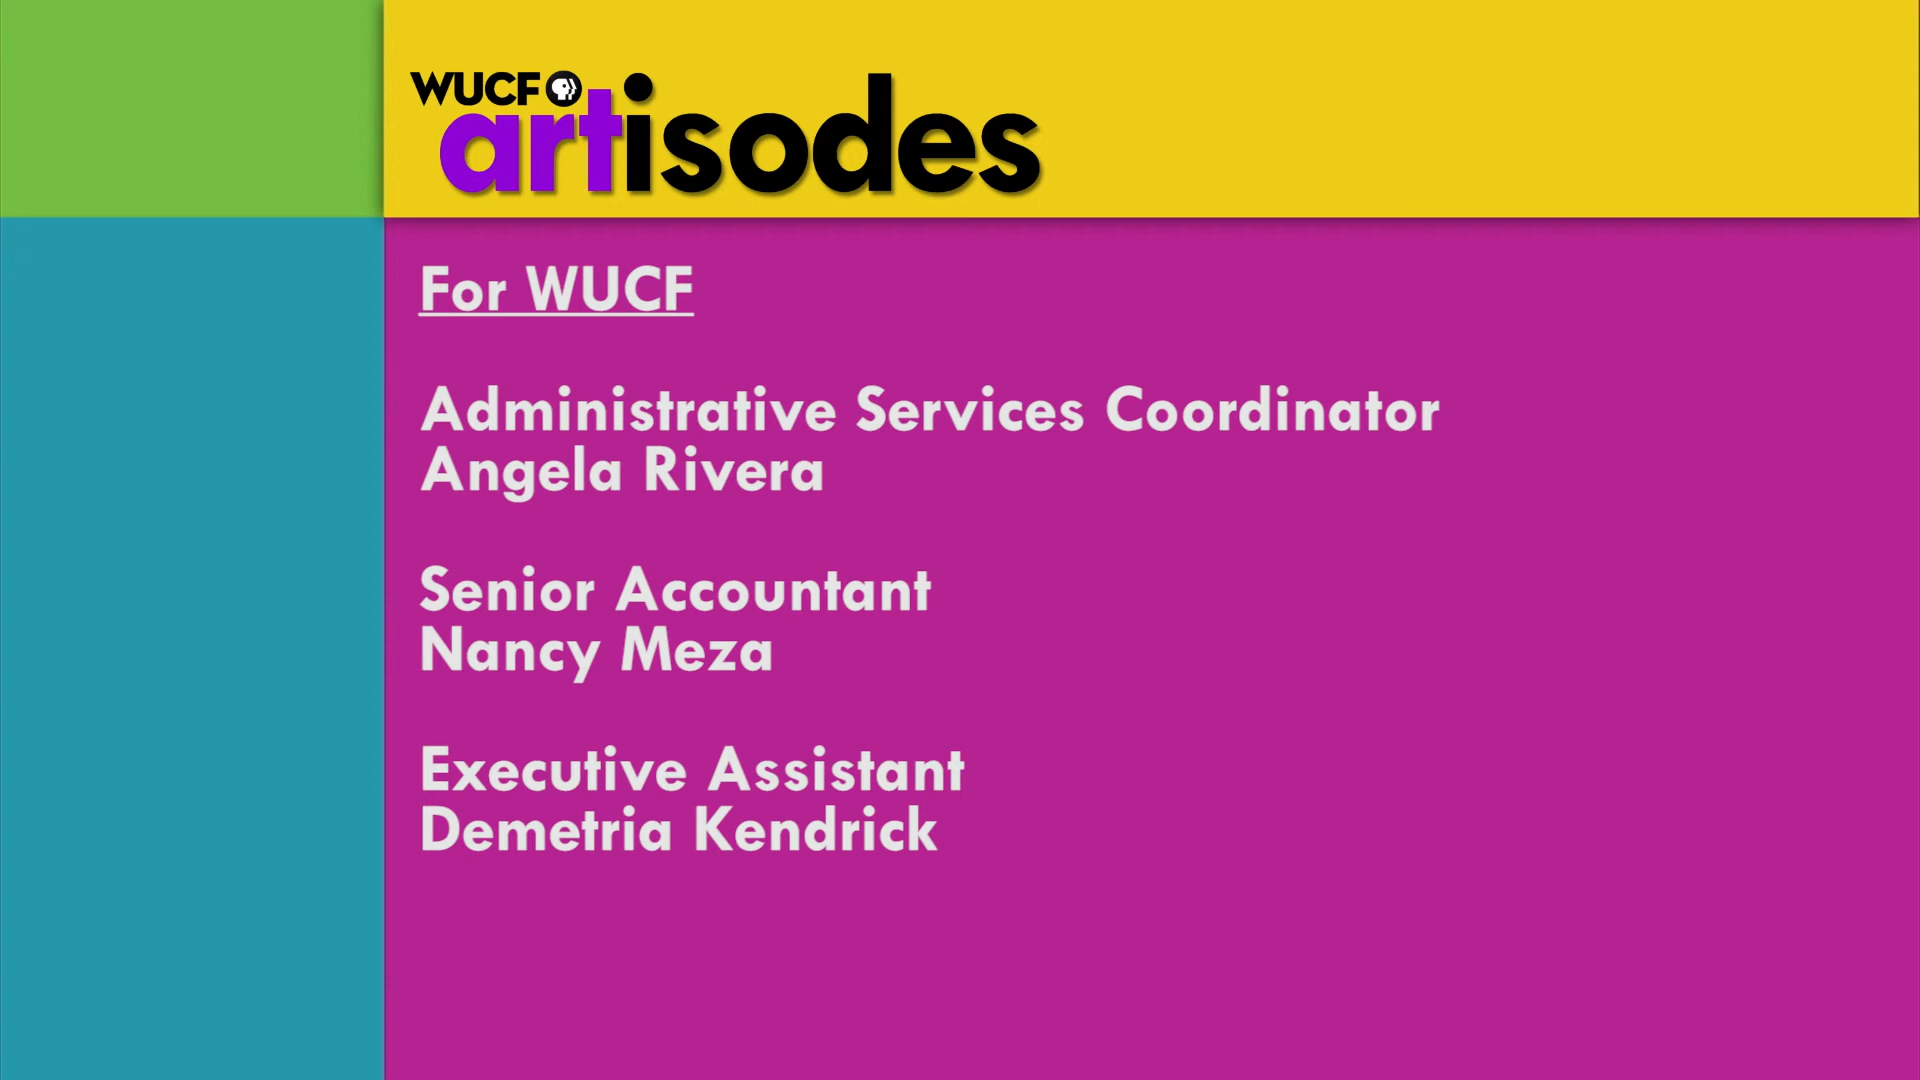 WUCF
artisodes
For WUCF
Administrative Services Coordinator
Angela Rivera
Senior Accountant
Nancy Meza
Executive Assistant
Demetria Kendrick